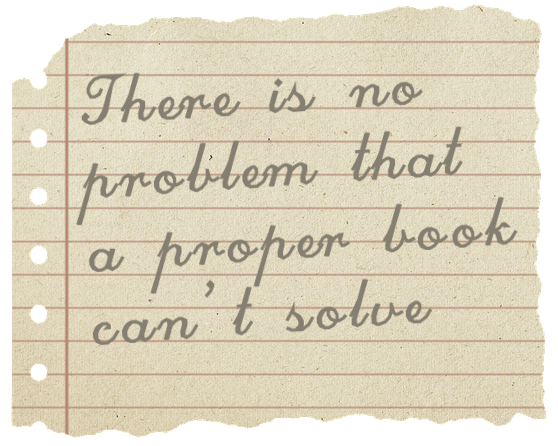 There is no
problem that
a proper book
can't solve